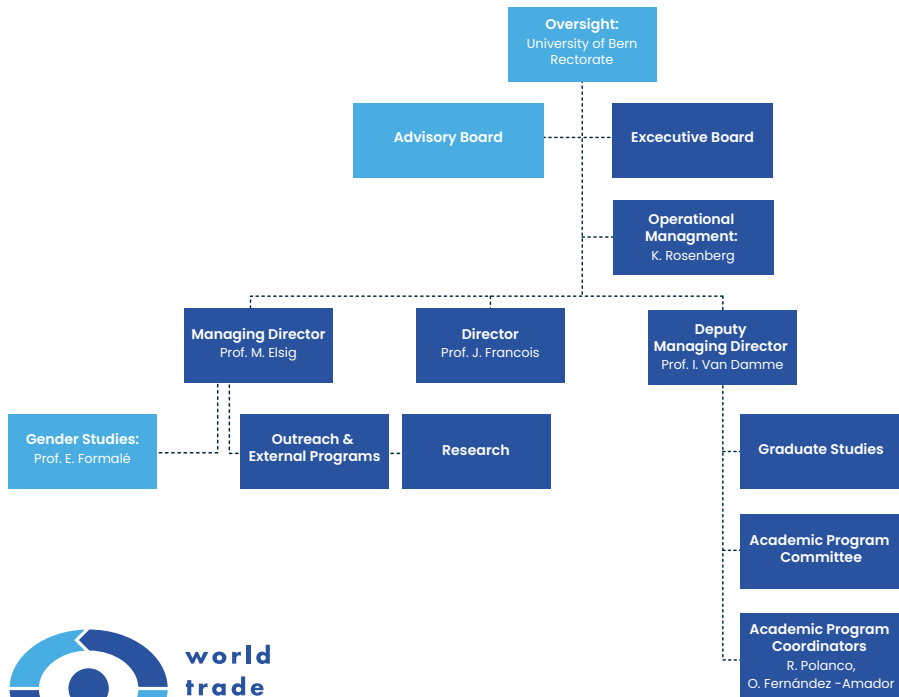 Oversight:
University of Bern
Rectorate
Advisory Board
Excecutive Board
Operational
Managment:
K. Rosenberg
Managing Director
Prof. M. Elsig
Director
Prof. J. Francois
Deputy
Managing Director
Prof. I. Van Damme
Gender Studies:
Prof. E. Formalé
Outreach &
External Programs
Research
Graduate Studies
Academic Program
Committee
Academic Program
Coordinators
R. Polanco,
O. Fernández -Amador
world
trade